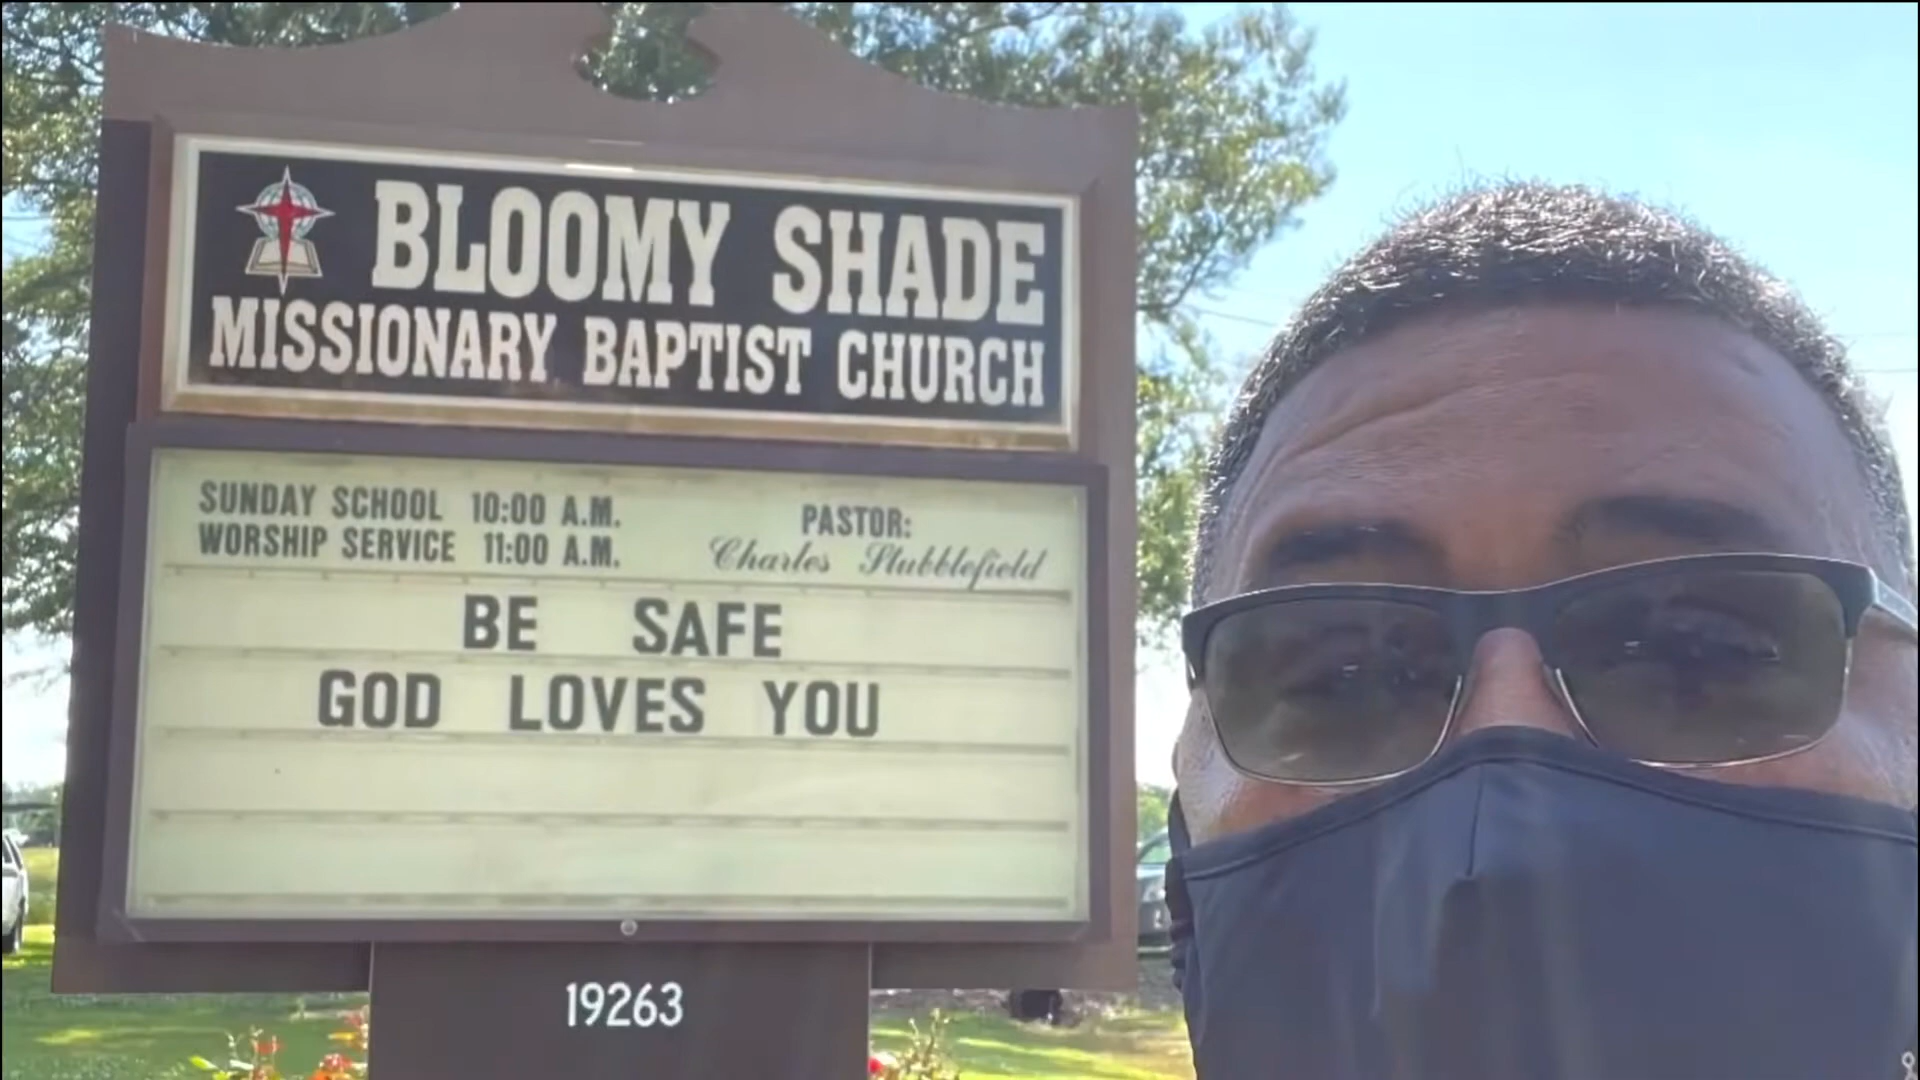 BLOOMY SHADE
MISSIONARY BAPTIST CHURCH
SUNDAY SCHOOL 10:00 A.M.
WORSHIP SERVICE 11:00 A.M.
PASTOR:
Charles Stubblefield
BE SAFE
GOD LOVES YOU
19263